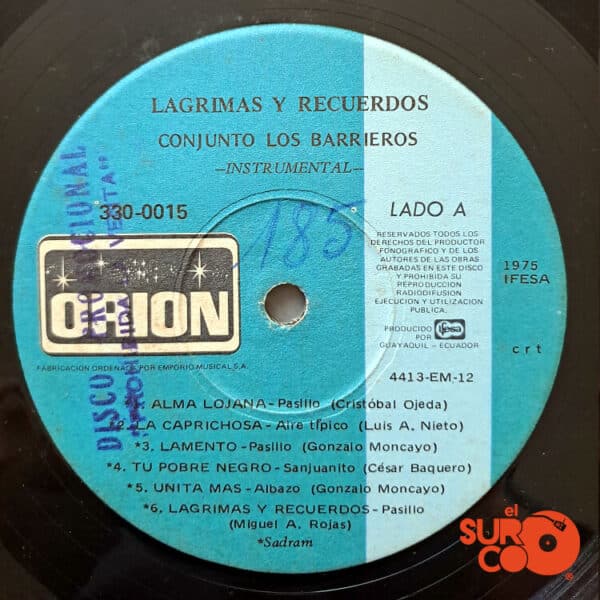 LAGRIMAS Y RECUERDOS
CONJUNTO LOS BARRIEROS
—INSTRUMENTAL—
330-0015
185
LADO A
RESERVADOS TODOS LOS
DERECHOS DEL PRODUCTOR
FONOGRAFICO Y DE LOS
AUTORES DE LAS OBRAS
GRABADAS EN ESTE DISCO
Y PROHIBIDA SU
REPRODUCCION
RADIODIFUSION
EJECUCION Y UTILIZACION
PUBLICA.
1975
IFESA
ORION
PRODUCIDO
POR
ifesa
GUAYAQUIL - ECUADOR
crt
FABRICACION ORDENADA POR EMPORIO MUSICAL S.A.
4413-EM-12
DISCO PROMOCIONAL
"PROHIBIDA SU VENTA"
*1. ALMA LOJANA - Pasillo (Cristóbal Ojeda)
*2. LA CAPRICHOSA - Aire típico (Luis A. Nieto)
*3. LAMENTO - Pasillo (Gonzalo Moncayo)
*4. TU POBRE NEGRO - Sanjuanito (César Baquero)
*5. UNITA MAS - Albazo (Gonzalo Moncayo)
*6. LAGRIMAS Y RECUERDOS - Pasillo
(Miguel A. Rojas)
*Sadram
el
SURCO